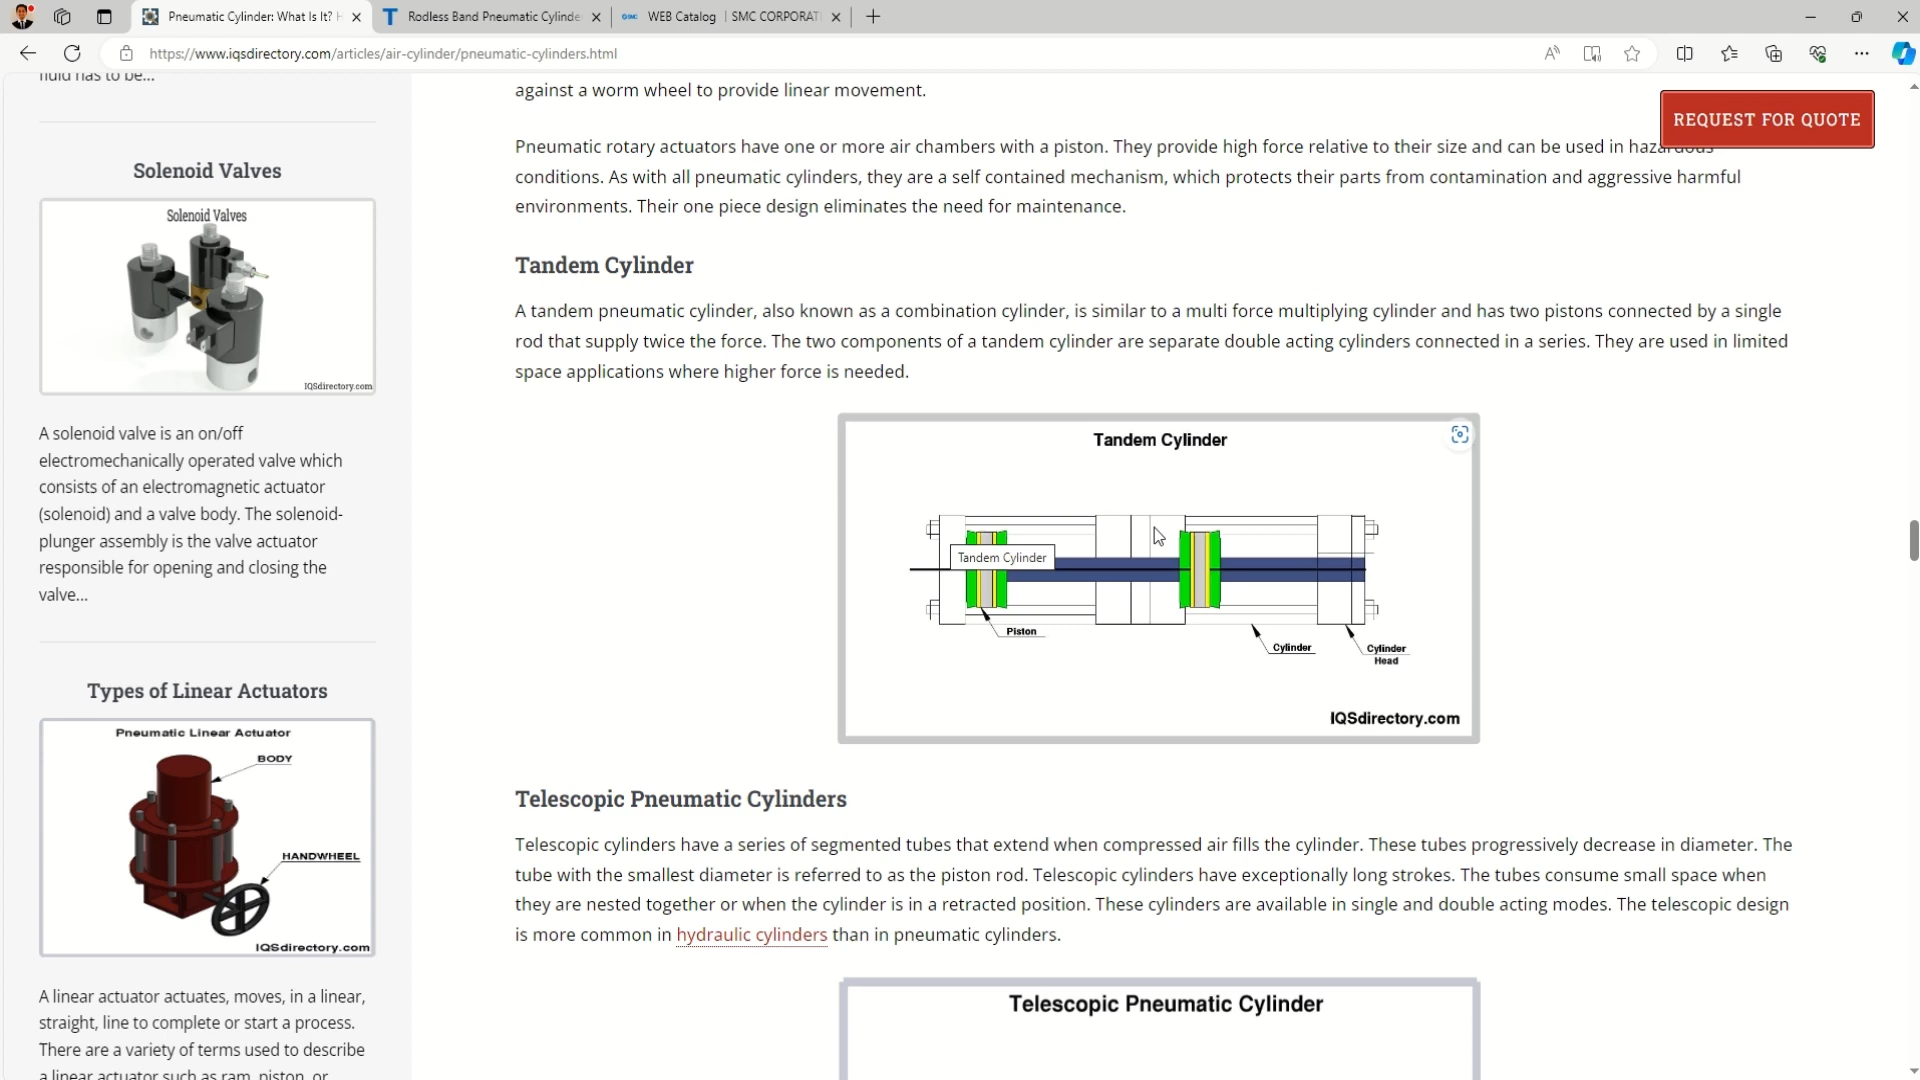 Pneumatic Cylinder: What Is It? H
Rodless Band Pneumatic Cylinde
SMC
WEB Catalog | SMC CORPORATI
https://www.iqsdirectory.com/articles/air-cylinder/pneumatic-cylinders.html
REQUEST FOR QUOTE
Solenoid Valves
Solenoid Valves
IQSdirectory.com
A solenoid valve is an on/off
electromechanically operated valve which
consists of an electromagnetic actuator
(solenoid) and a valve body. The solenoid-
plunger assembly is the valve actuator
responsible for opening and closing the
valve...
Types of Linear Actuators
Pneumatic Linear Actuator
BODY
HANDWHEEL
IQSdirectory.com
A linear actuator actuates, moves, in a linear,
straight, line to complete or start a process.
There are a variety of terms used to describe
a linear actuator such as ram, piston, or
against a worm wheel to provide linear movement.
Pneumatic rotary actuators have one or more air chambers with a piston. They provide high force relative to their size and can be used in hazardous
conditions. As with all pneumatic cylinders, they are a self contained mechanism, which protects their parts from contamination and aggressive harmful
environments. Their one piece design eliminates the need for maintenance.
Tandem Cylinder
A tandem pneumatic cylinder, also known as a combination cylinder, is similar to a multi force multiplying cylinder and has two pistons connected by a single
rod that supply twice the force. The two components of a tandem cylinder are separate double acting cylinders connected in a series. They are used in limited
space applications where higher force is needed.
Tandem Cylinder
Tandem Cylinder
Piston
Cylinder
Cylinder
Head
IQSdirectory.com
Telescopic Pneumatic Cylinders
Telescopic cylinders have a series of segmented tubes that extend when compressed air fills the cylinder. These tubes progressively decrease in diameter. The
tube with the smallest diameter is referred to as the piston rod. Telescopic cylinders have exceptionally long strokes. The tubes consume small space when
they are nested together or when the cylinder is in a retracted position. These cylinders are available in single and double acting modes. The telescopic design
is more common in hydraulic cylinders than in pneumatic cylinders.
Telescopic Pneumatic Cylinder